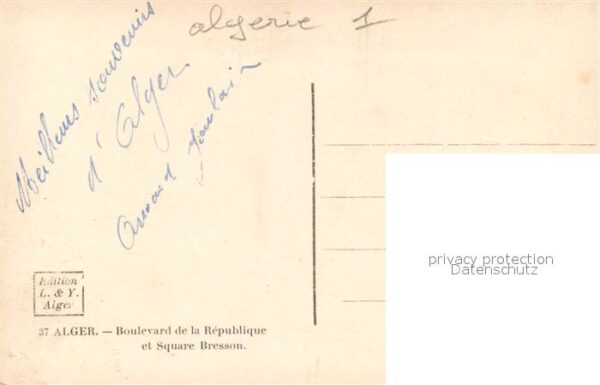 algerie 1
Meilleurs souvenirs
d'Alger
Armand
privacy protection
Datenschutz
Edition
L. & Y.
Alger
37 ALGER. — Boulevard de la République
et Square Bresson.